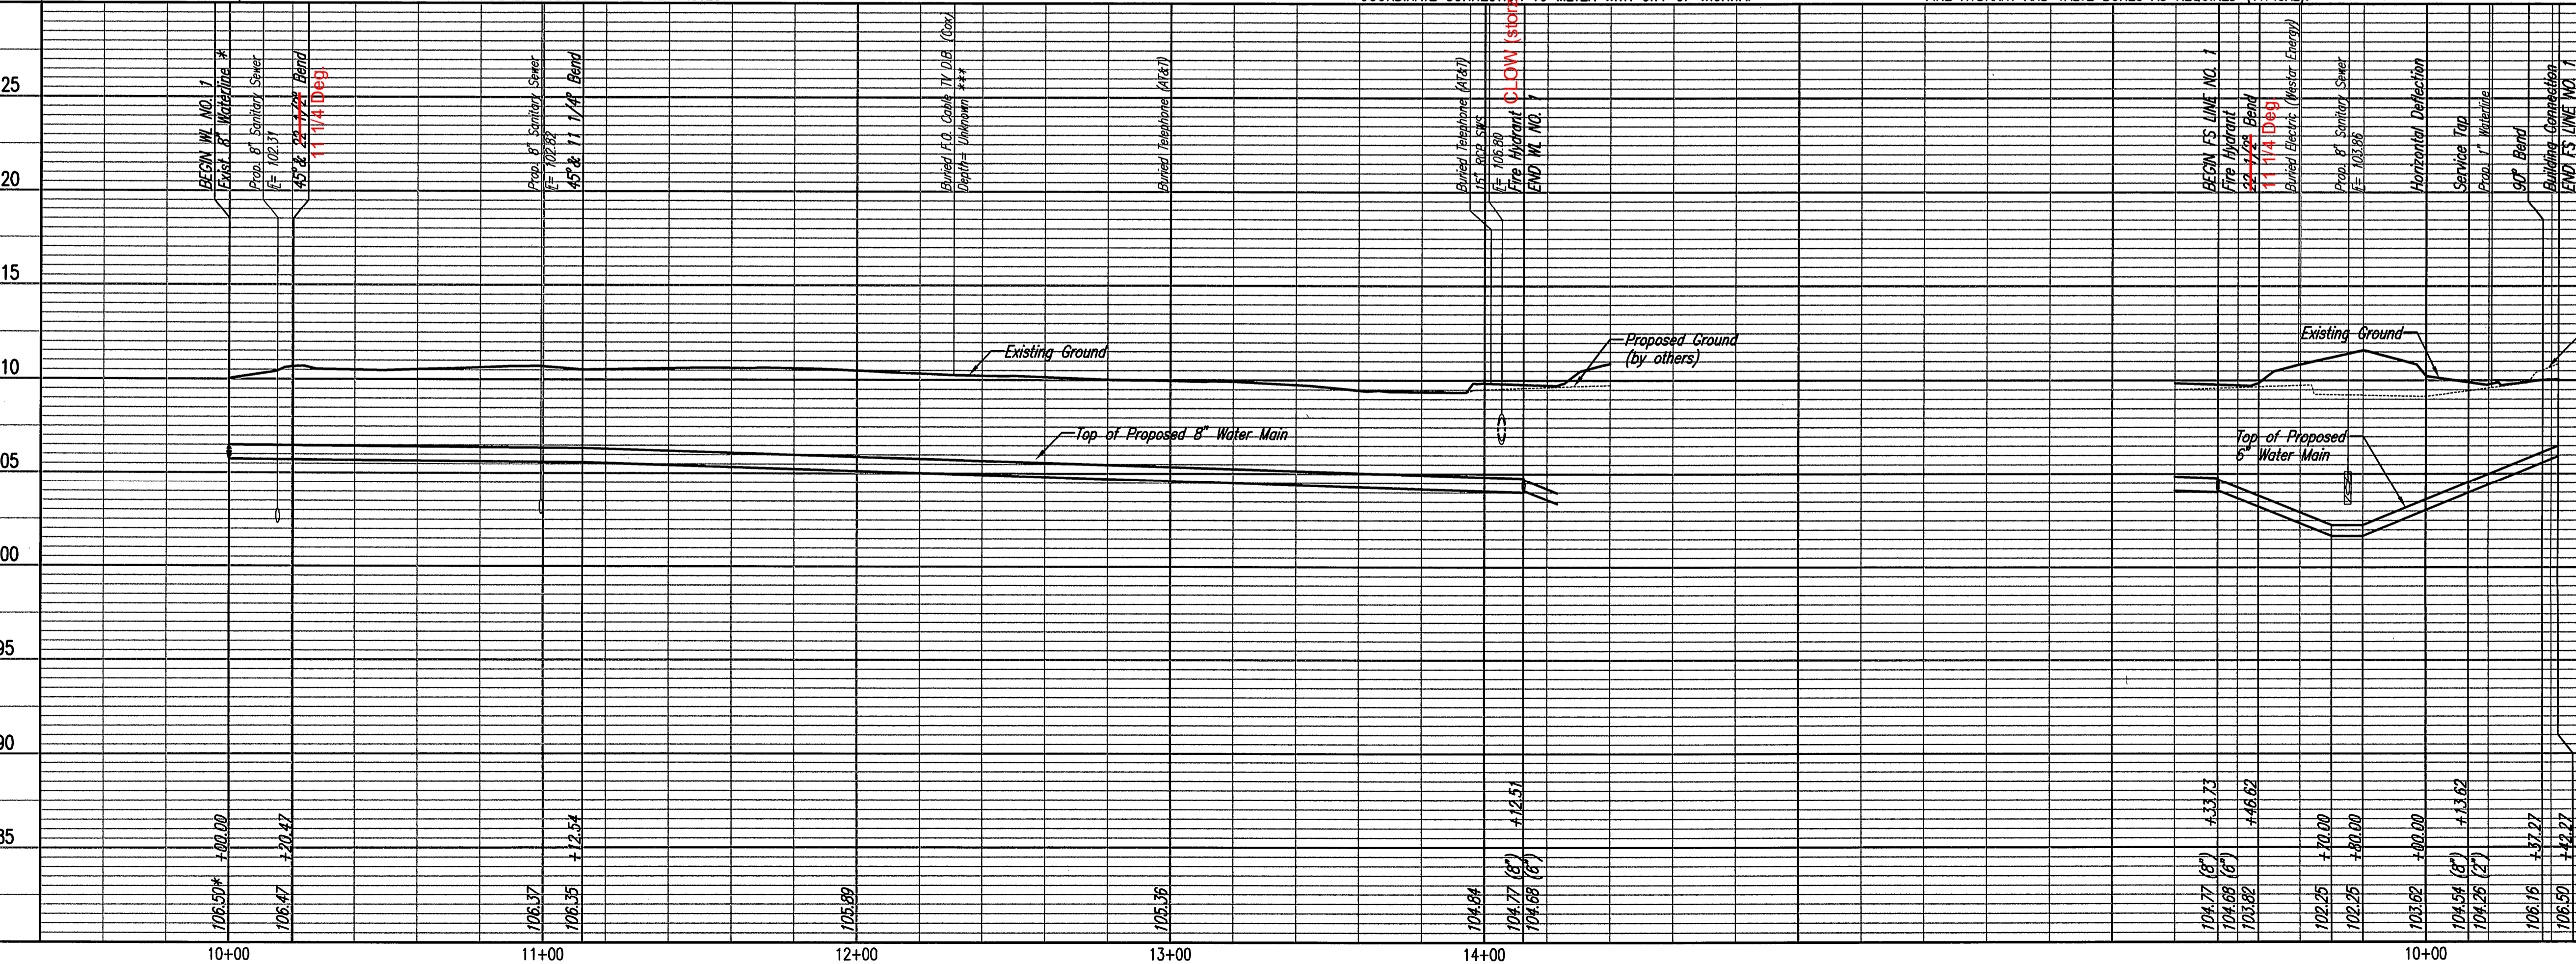 BEGIN WL NO. 1
Exist. 8" Waterline *
Prop. 8" Sanitary Sewer
E= 102.31
45°& 22 1/2° Bend
11 1/4 Deg.
Prop. 8" Sanitary Sewer
E= 102.82
45°& 11 1/4° Bend
Buried F.O. Cable TV D.B. (Cox)
Depth= Unknown ***
Buried Telephone (AT&T)
Buried Telephone (AT&T)
15" RCP SWS
E= 106.80
Fire Hydrant CLOW
END WL NO. 1
BEGIN FS LINE NO. 1
Fire Hydrant
22 1/2° Bend
11 1/4 Deg.
Buried Electric (Westar Energy)
Prop. 8" Sanitary Sewer
E= 103.86
Horizontal Deflection
Service Tap
Prop. 1" Waterline
90° Bend
Building Connection
END FS LINE NO. 1
25
20
15
10
05
00
95
90
85
Existing Ground
Top of Proposed 8" Water Main
Proposed Ground
(by others)
Existing Ground
Top of Proposed
6" Water Main
106.50* +00.00
106.47 +20.47
106.37
106.35 +12.54
105.89
105.36
104.84
104.77 (8") +12.51
104.68 (6")
104.77 (8") +33.73
104.68 (6")
103.82 +46.62
102.25 +70.00
102.25 +80.00
103.62 +00.00
104.54 (8") +13.62
104.26 (2")
106.16 +37.27
106.50 +42.27
10+00 11+00 12+00 13+00 14+00 10+00